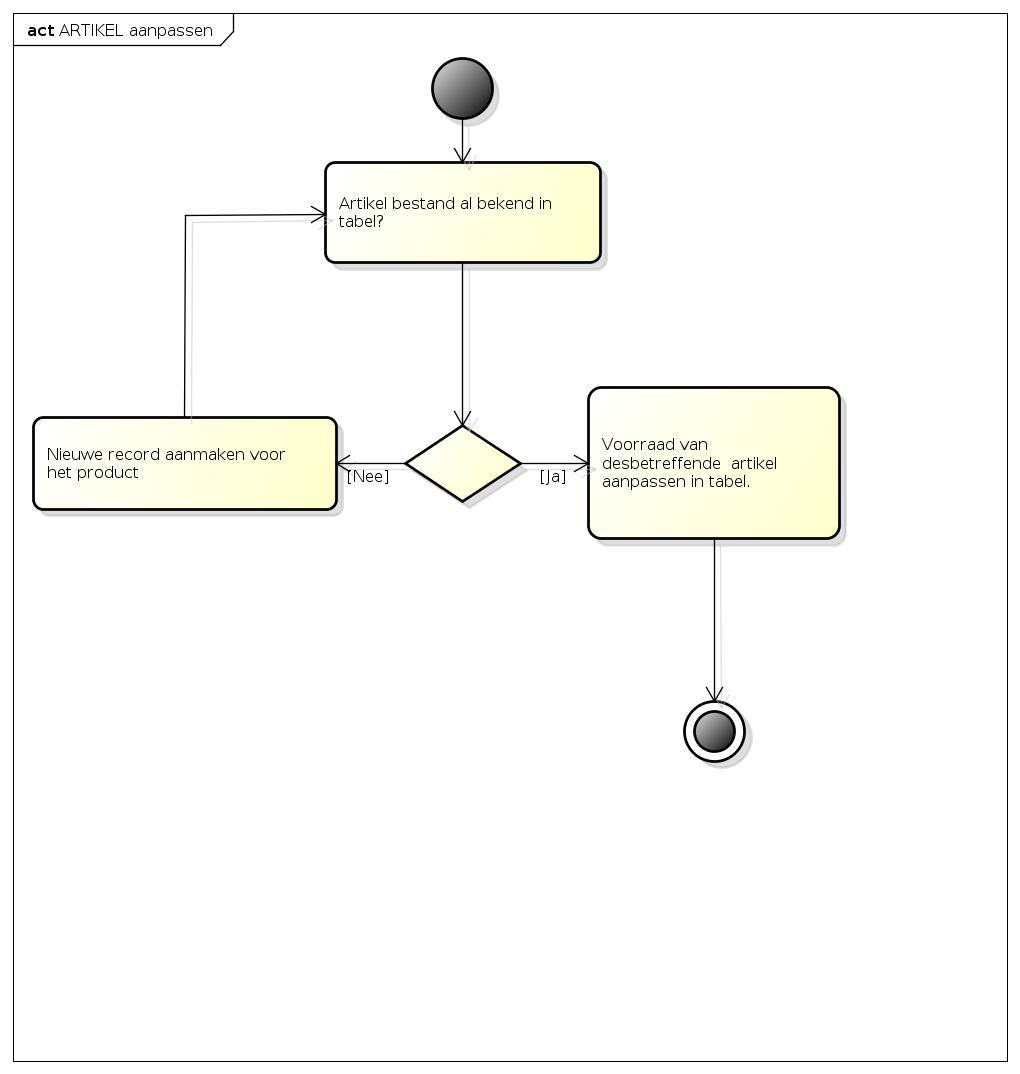 act ARTIKEL aanpassen
Artikel bestand al bekend in
tabel?
Nieuwe record aanmaken voor
het product
[Nee]
[Ja]
Voorraad van
desbetreffende  artikel
aanpassen in tabel.